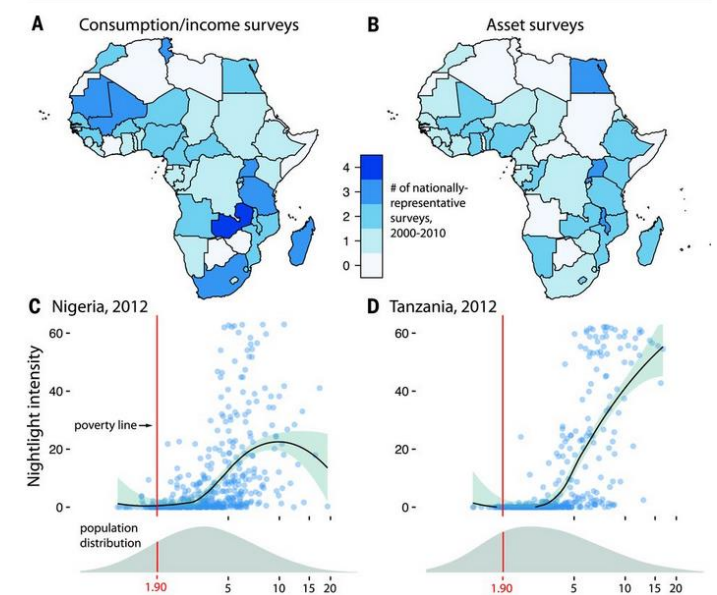 A Consumption/income surveys
B Asset surveys
4
3
2
1
0
# of nationally-
representative
surveys,
2000-2010
C Nigeria, 2012
D Tanzania, 2012
Nightlight intensity
60
40
20
0
poverty line
60
40
20
0
population
distribution
1.90 5 10 15 20
1.90 5 10 15 20